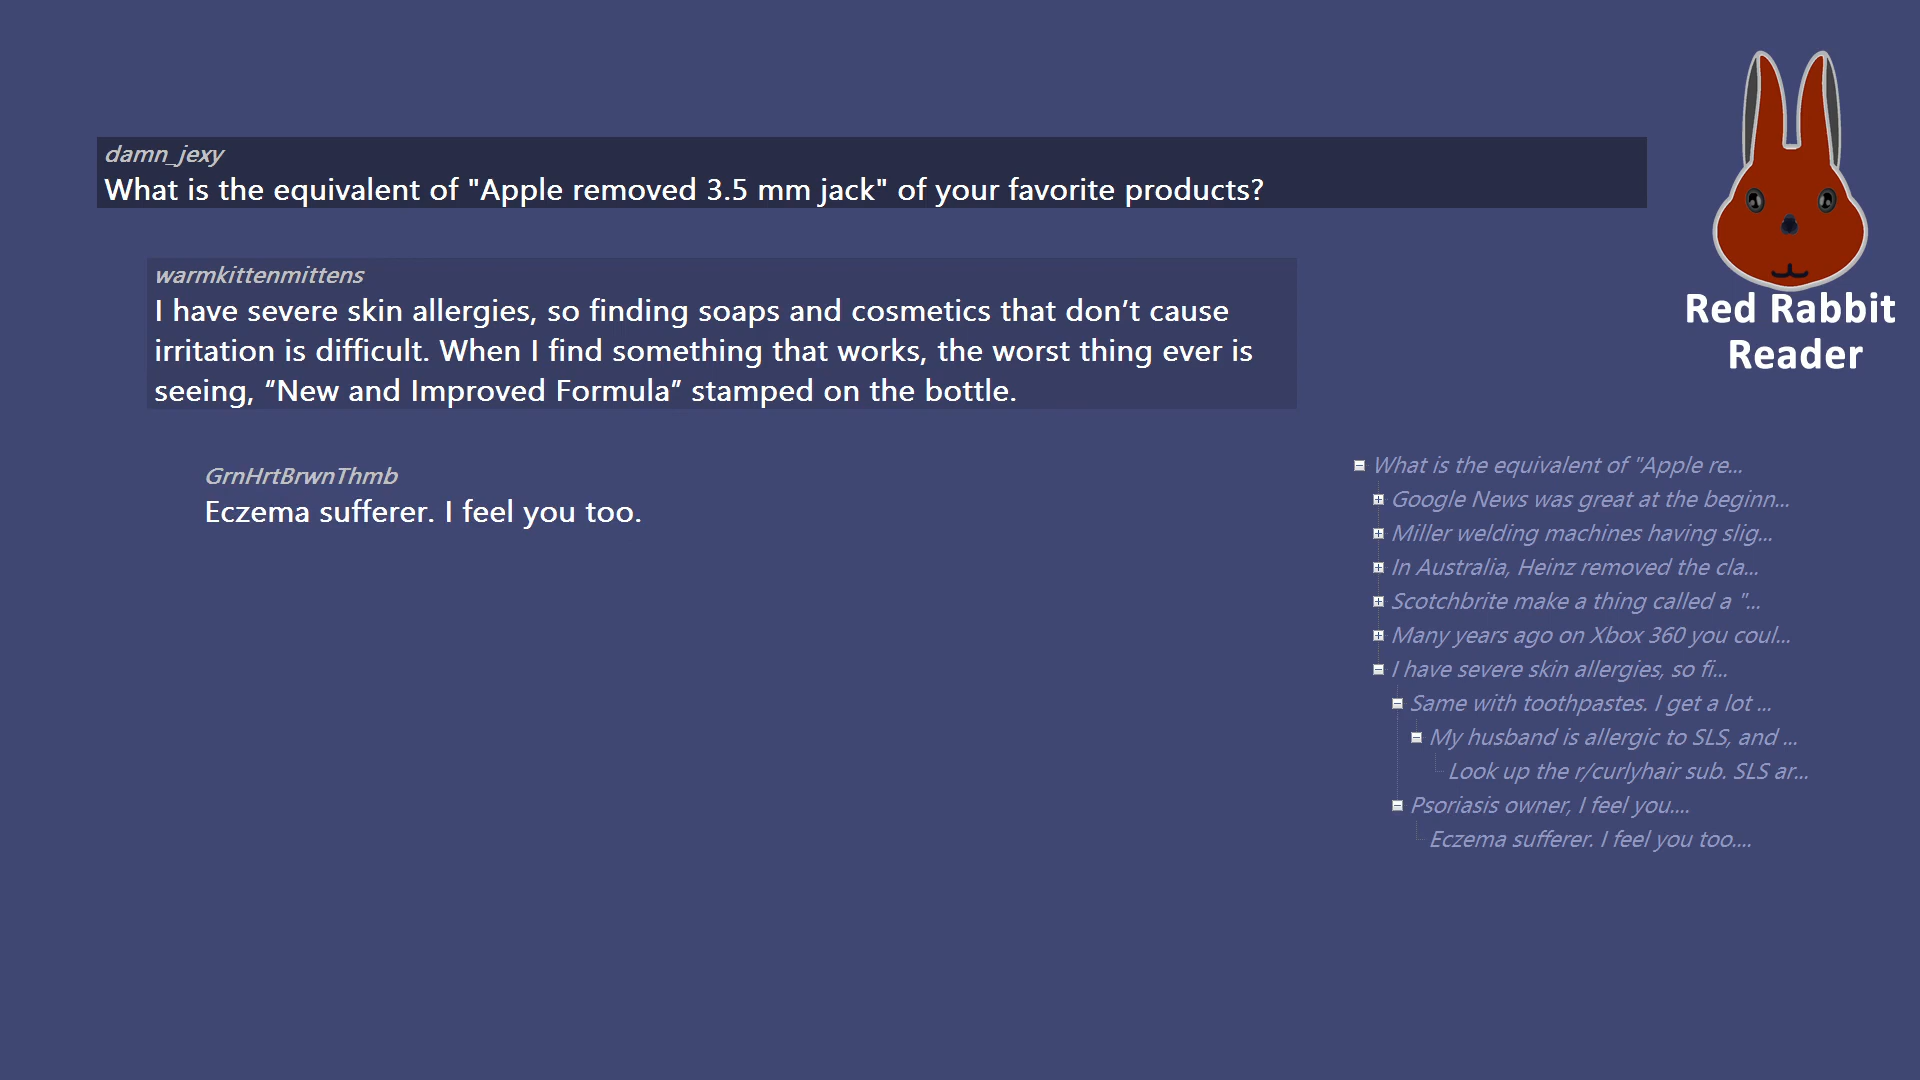 damn_jexy
What is the equivalent of "Apple removed 3.5 mm jack" of your favorite products?
warmkittenmittens
I have severe skin allergies, so finding soaps and cosmetics that don’t cause
irritation is difficult. When I find something that works, the worst thing ever is
seeing, “New and Improved Formula” stamped on the bottle.
GrnHrtBrwnThmb
Eczema sufferer. I feel you too.
Red Rabbit
Reader
What is the equivalent of "Apple re...
Google News was great at the beginn...
Miller welding machines having slig...
In Australia, Heinz removed the cla...
Scotchbrite make a thing called a "...
Many years ago on Xbox 360 you coul...
I have severe skin allergies, so fi...
Same with toothpastes. I get a lot ...
My husband is allergic to SLS, and ...
Look up the r/curlyhair sub. SLS ar...
Psoriasis owner, I feel you....
Eczema sufferer. I feel you too....